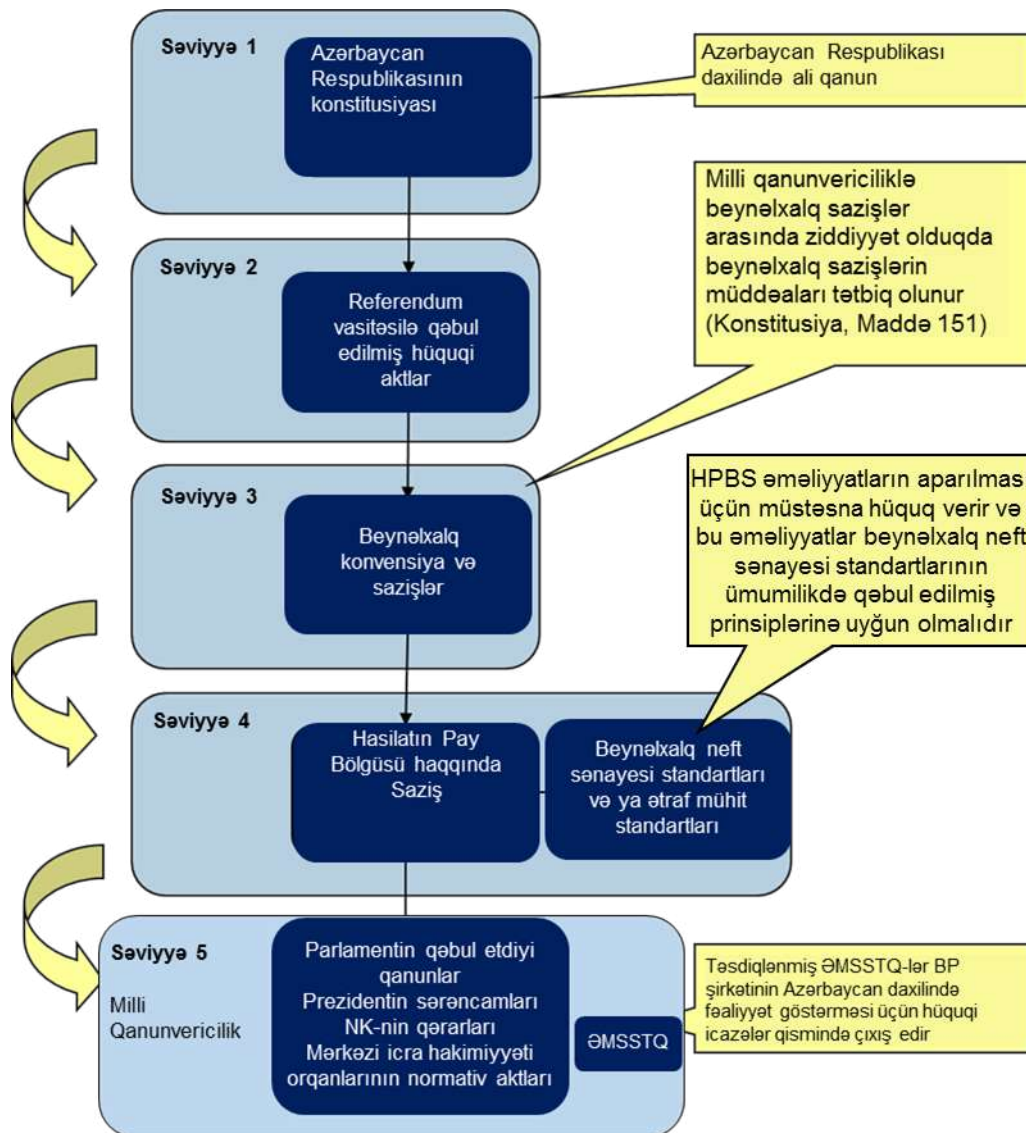 Səviyyə 1
Azərbaycan
Respublikasının
konstitusiyası
Azərbaycan Respublikası
daxilində ali qanun
Səviyyə 2
Referendum
vasitəsilə qəbul
edilmiş hüquqi
aktlar
Milli qanunvericiliklə
beynəlxalq sazişlər
arasında ziddiyyət olduqda
beynəlxalq sazişlərin
müddəaları tətbiq olunur
(Konstitusiya, Maddə 151)
Səviyyə 3
Beynəlxalq
konvensiya və
sazişlər
HPBS əməliyyatların aparılmas
üçün müstəsna hüquq verir və
bu əməliyyatlar beynəlxalq neft
sənayesi standartlarının
ümumilikdə qəbul edilmiş
prinsiplərinə uyğun olmalıdır
Səviyyə 4
Hasilatın Pay
Bölgüsü haqqında
Saziş
Beynəlxalq neft
sənayesi standartları
və ya ətraf mühit
standartları
Səviyyə 5
Milli
Qanunvericilik
Parlamentin qəbul etdiyi
qanunlar
Prezidentin sərəncamları
NK-nin qərarları
Mərkəzi icra hakimiyyəti
orqanlarının normativ aktları
ƏMSSTQ
Təsdiqlənmiş ƏMSSTQ-lər BP
şirkətinin Azərbaycan daxilində
fəaliyyət göstərməsi üçün hüquqi
icazələr qismində çıxış edir